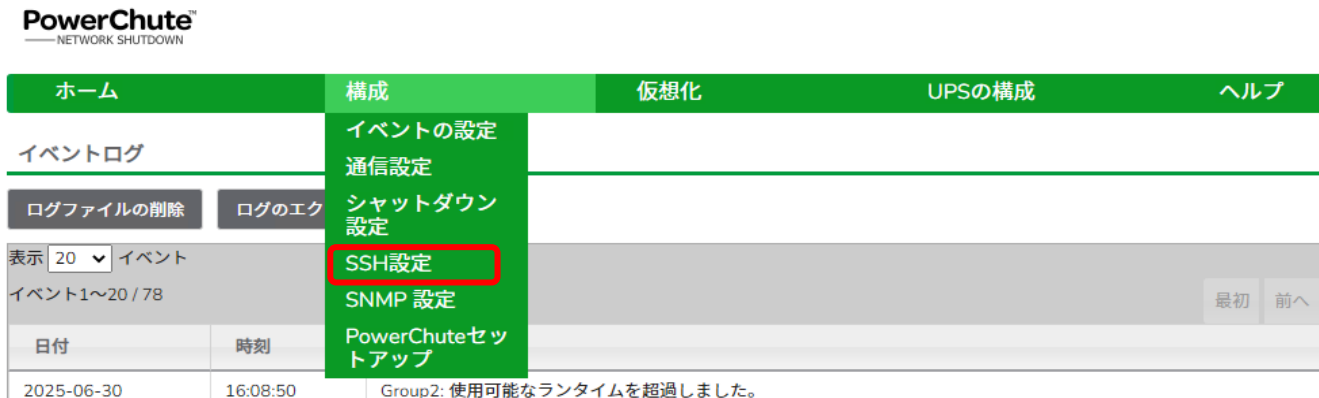 PowerChute™
NETWORK SHUTDOWN
ホーム 構成 仮想化 UPSの構成 ヘルプ
イベントの設定
通信設定
シャットダウン
設定
SSH設定
SNMP 設定
PowerChuteセッ
トアップ
イベントログ
ログファイルの削除 ログのエク
表示 20 イベント
イベント1～20 / 78
最初 前へ
日付 時刻
2025-06-30 16:08:50 Group2: 使用可能なランタイムを超過しました。